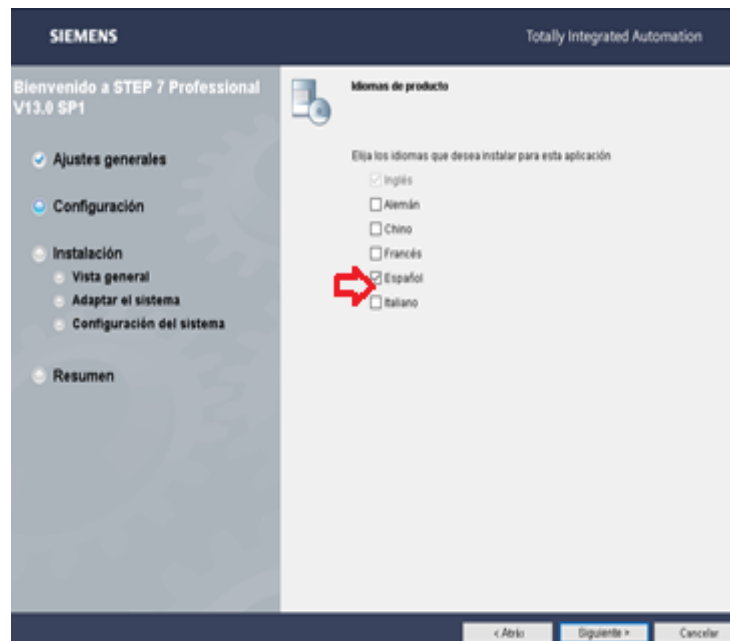 SIEMENS
Totally Integrated Automation
Bienvenido a STEP 7 Professional
V13.0 SP1
Ajustes generales
Configuración
Instalación
Vista general
Adaptar el sistema
Configuración del sistema
Resumen
Idiomas de producto
Elija los idiomas que desea instalar para esta aplicación
Inglés
Alemán
Chino
Francés
Español
Italiano
< Atrás
Siguiente >
Cancelar